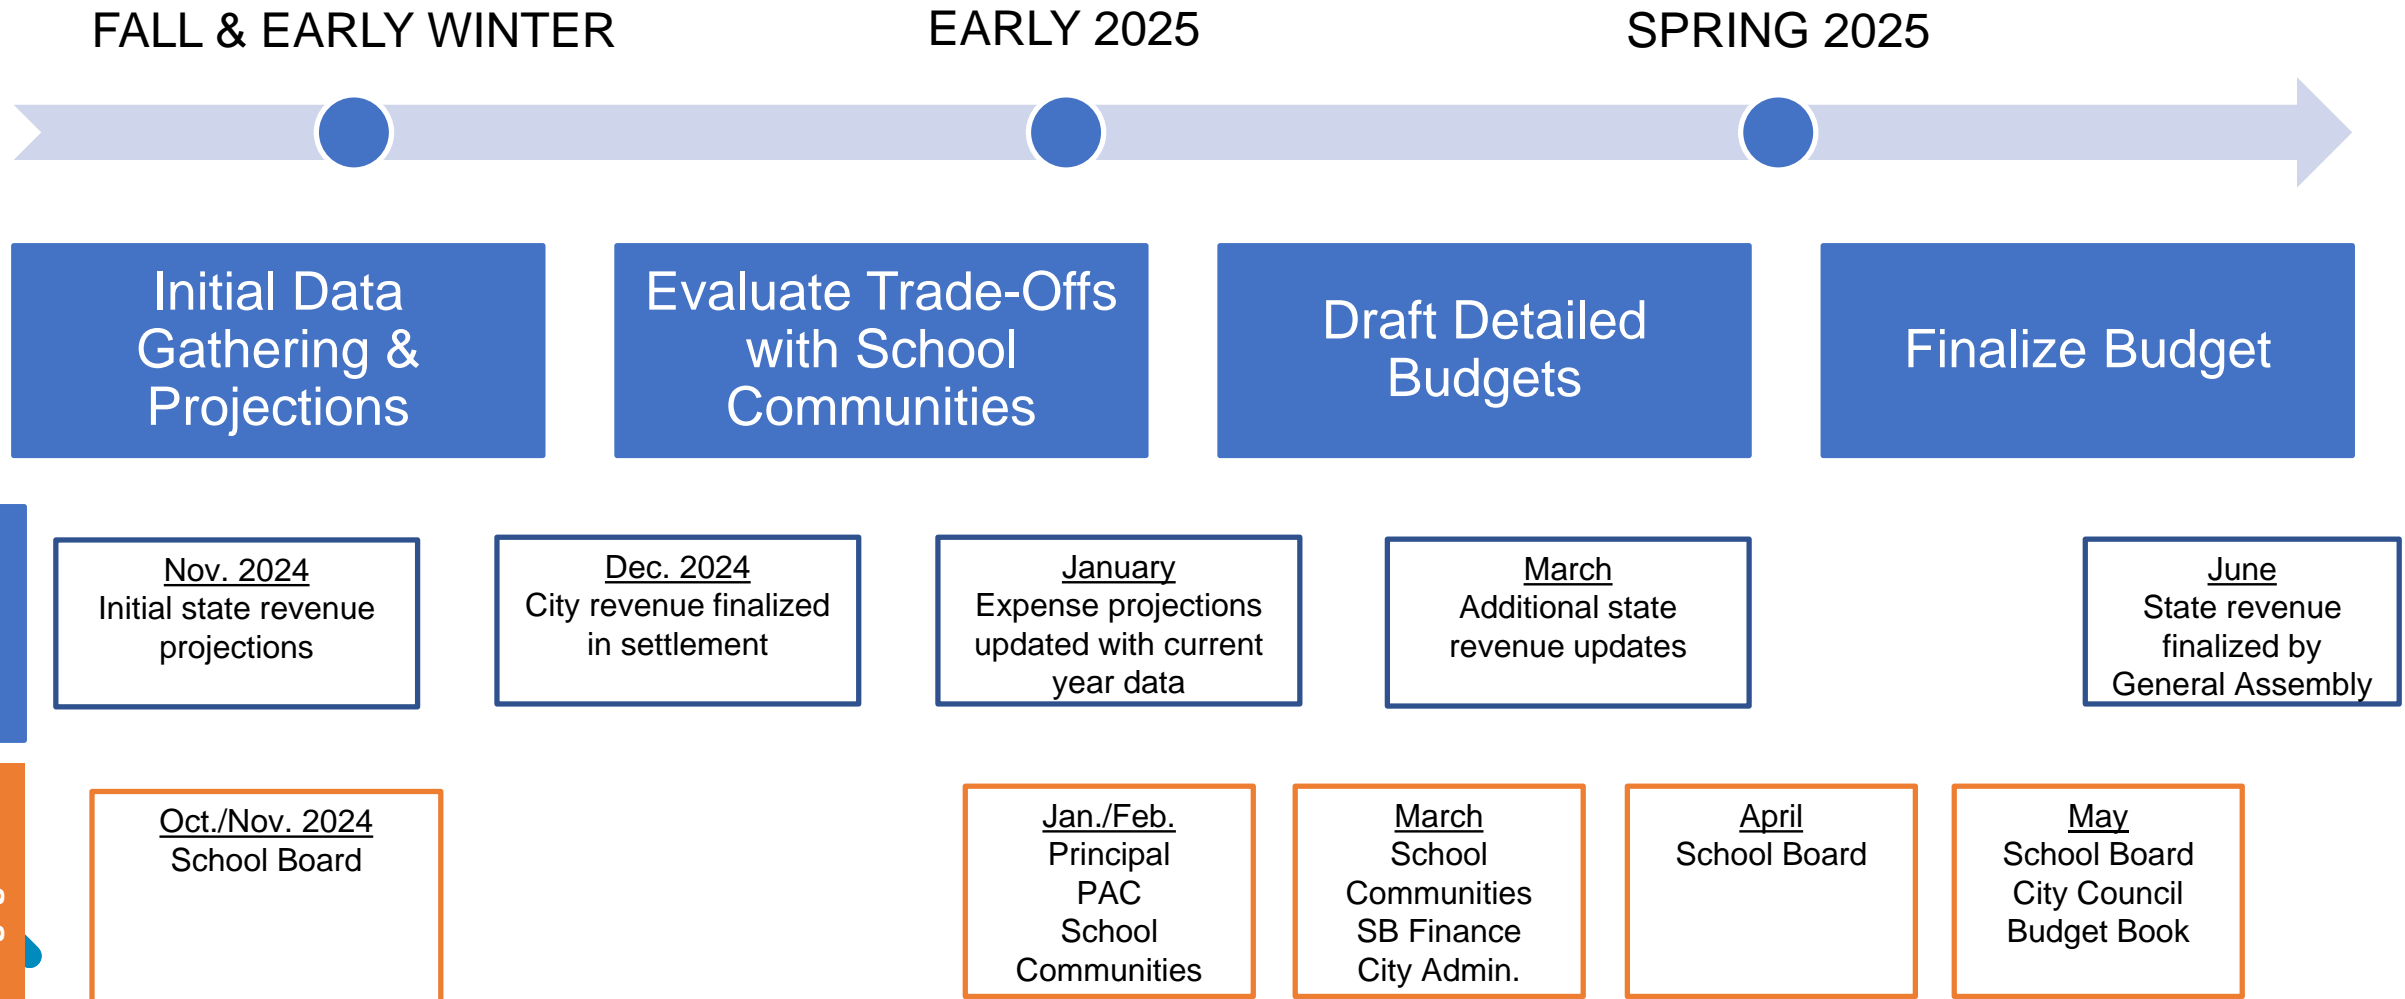 FALL & EARLY WINTER
EARLY 2025
SPRING 2025
Initial Data
Gathering &
Projections
Evaluate Trade-Offs
with School
Communities
Draft Detailed
Budgets
Finalize Budget
Nov. 2024
Initial state revenue
projections
Dec. 2024
City revenue finalized
in settlement
January
Expense projections
updated with current
year data
March
Additional state
revenue updates
June
State revenue
finalized by
General Assembly
Oct./Nov. 2024
School Board
Jan./Feb.
Principal
PAC
School
Communities
March
School
Communities
SB Finance
City Admin.
April
School Board
May
School Board
City Council
Budget Book